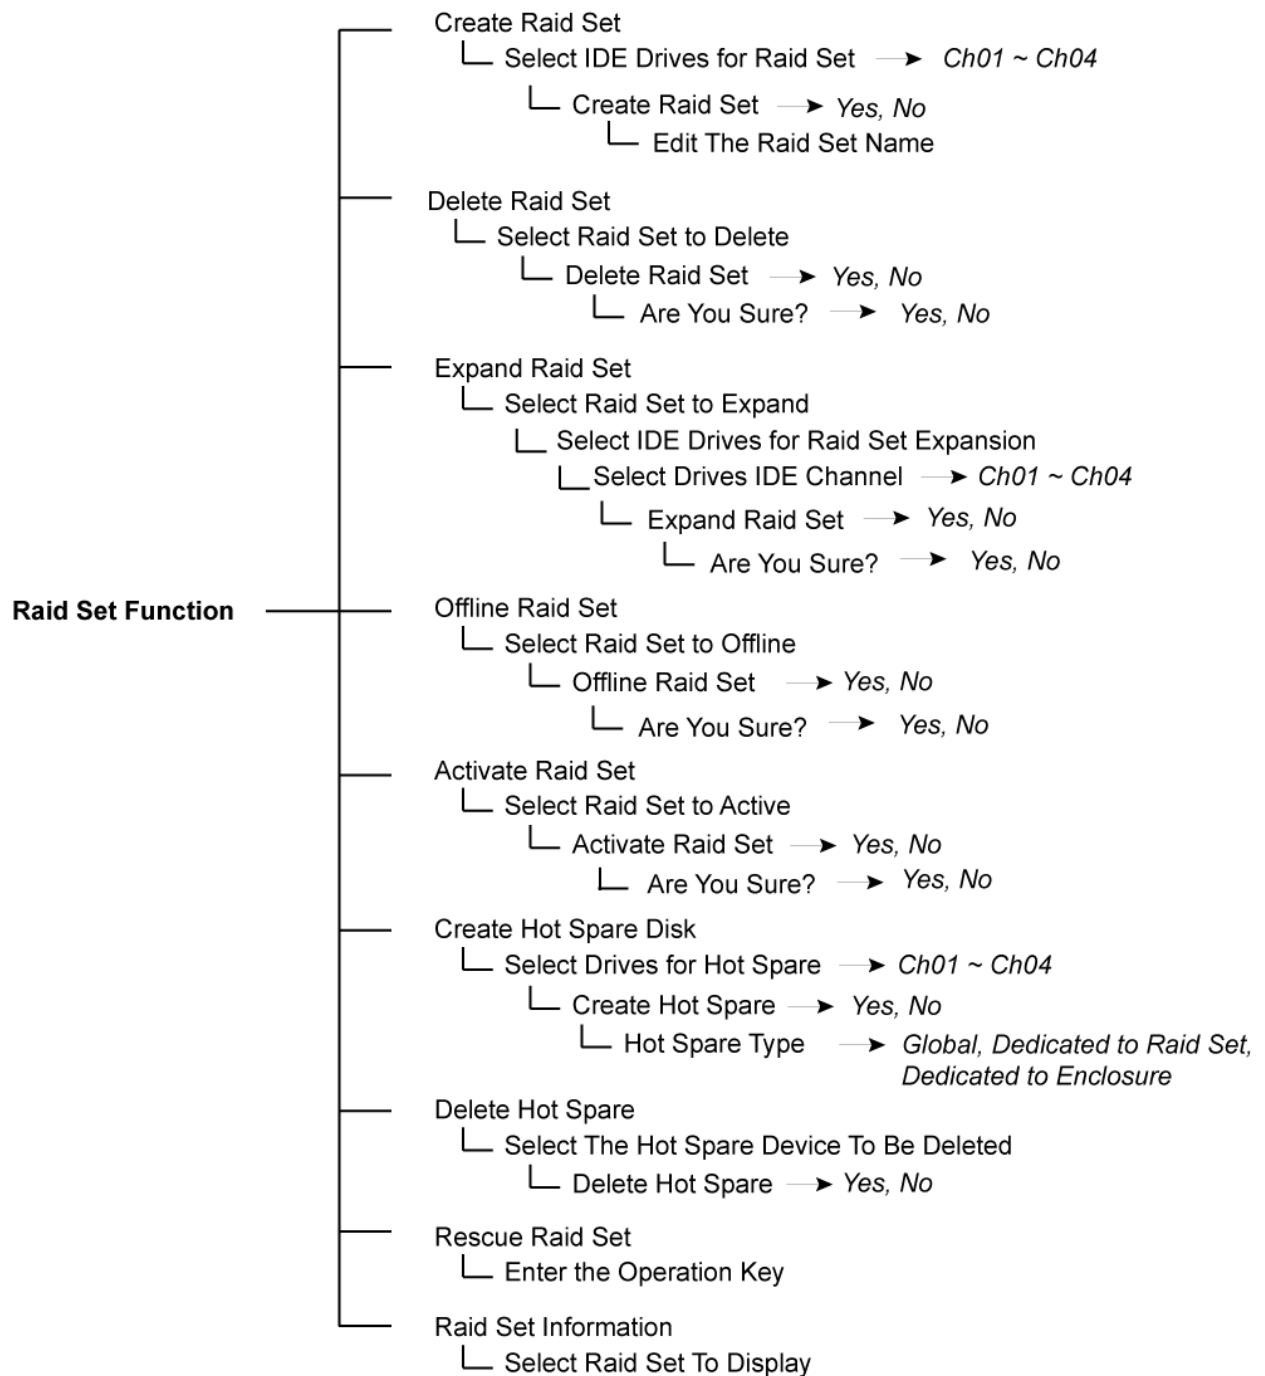 Create Raid Set
Select IDE Drives for Raid Set Ch01 ~ Ch04
Create Raid Set Yes, No
Edit The Raid Set Name
Delete Raid Set
Select Raid Set to Delete
Delete Raid Set Yes, No
Are You Sure? Yes, No
Expand Raid Set
Select Raid Set to Expand
Select IDE Drives for Raid Set Expansion
Select Drives IDE Channel Ch01 ~ Ch04
Expand Raid Set Yes, No
Are You Sure? Yes, No
Raid Set Function
Offline Raid Set
Select Raid Set to Offline
Offline Raid Set Yes, No
Are You Sure? Yes, No
Activate Raid Set
Select Raid Set to Active
Activate Raid Set Yes, No
Are You Sure? Yes, No
Create Hot Spare Disk
Select Drives for Hot Spare Ch01 ~ Ch04
Create Hot Spare Yes, No
Hot Spare Type Global, Dedicated to Raid Set,
Dedicated to Enclosure
Delete Hot Spare
Select The Hot Spare Device To Be Deleted
Delete Hot Spare Yes, No
Rescue Raid Set
Enter the Operation Key
Raid Set Information
Select Raid Set To Display